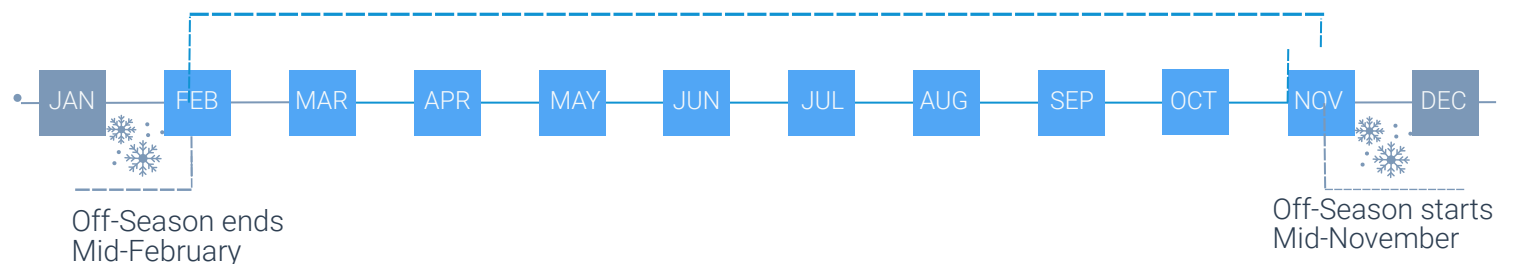 JAN FEB MAR APR MAY JUN JUL AUG SEP OCT NOV DEC
Off-Season ends
Mid-February
Off-Season starts
Mid-November